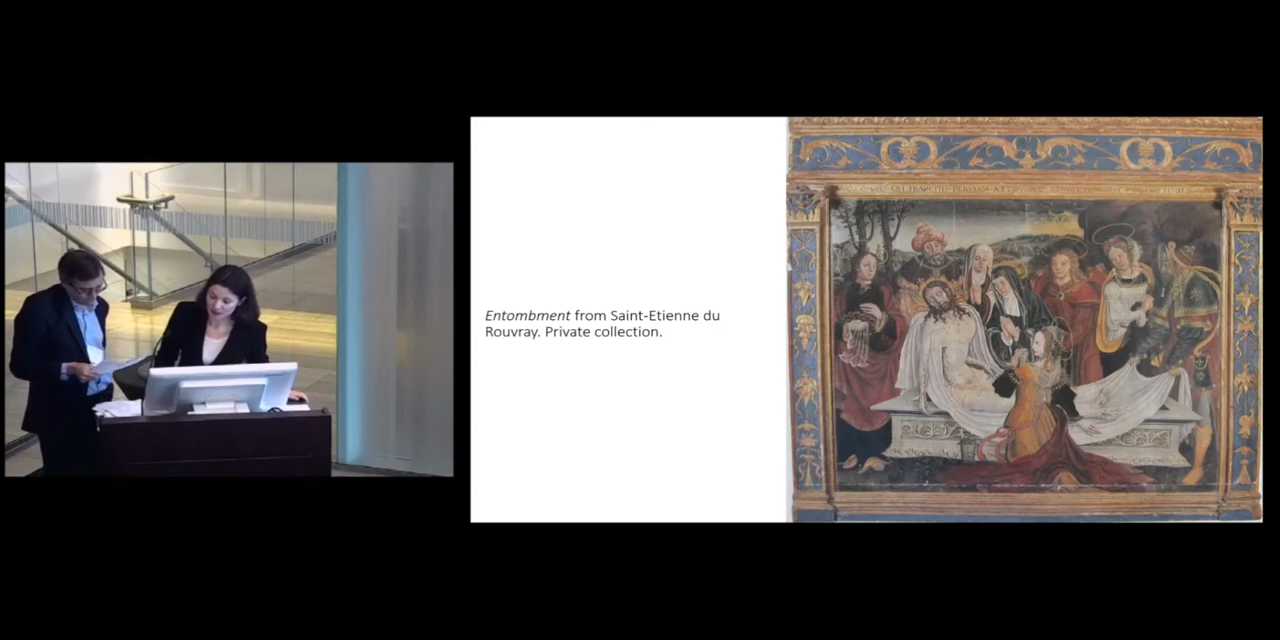 Entombment from Saint-Etienne du
Rouvray. Private collection.